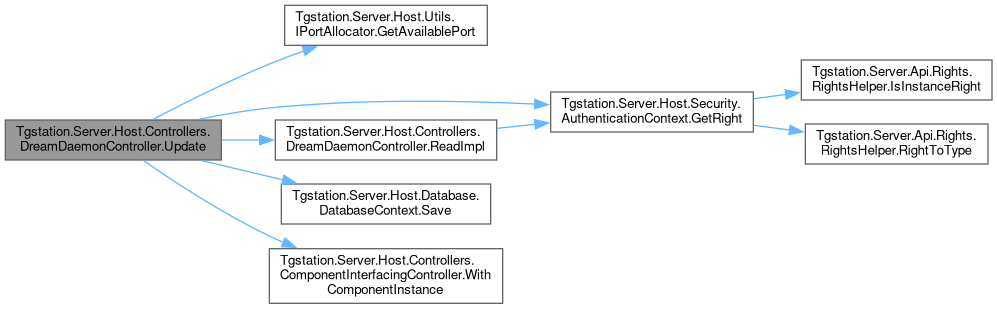 Tgstation.Server.Host.Controllers.
DreamDaemonController.Update
Tgstation.Server.Host.Utils.
IPortAllocator.GetAvailablePort
Tgstation.Server.Host.Controllers.
DreamDaemonController.ReadImpl
Tgstation.Server.Host.Database.
DatabaseContext.Save
Tgstation.Server.Host.Controllers.
ComponentInterfacingController.With
ComponentInstance
Tgstation.Server.Host.Security.
AuthenticationContext.GetRight
Tgstation.Server.Api.Rights.
RightsHelper.IsInstanceRight
Tgstation.Server.Api.Rights.
RightsHelper.RightToType